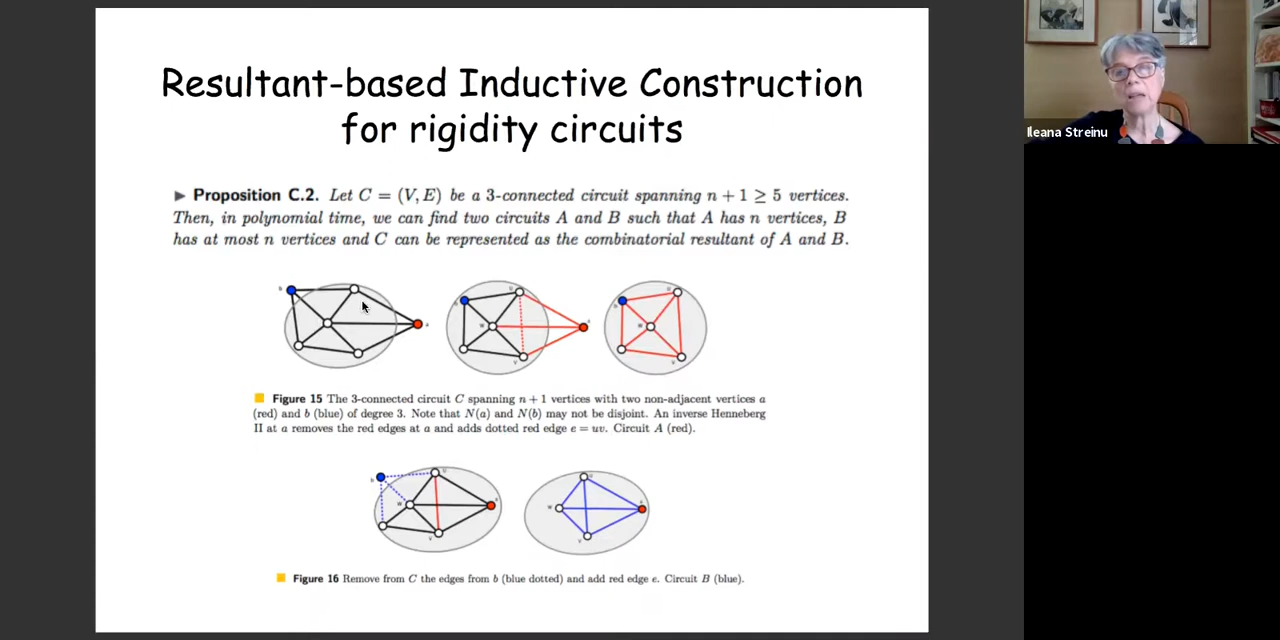 Resultant-based Inductive Construction
for rigidity circuits
Ileana Streinu
▶ Proposition C.2. Let C = (V, E) be a 3-connected circuit spanning n + 1 ≥ 5 vertices.
Then, in polynomial time, we can find two circuits A and B such that A has n vertices, B
has at most n vertices and C can be represented as the combinatorial resultant of A and B.
Figure 15 The 3-connected circuit C spanning n + 1 vertices with two non-adjacent vertices a
(red) and b (blue) of degree 3. Note that N(a) and N(b) may not be disjoint. An inverse Henneberg
II at a removes the red edges at a and adds dotted red edge e = uv. Circuit A (red).
Figure 16 Remove from C the edges from b (blue dotted) and add red edge e. Circuit B (blue).